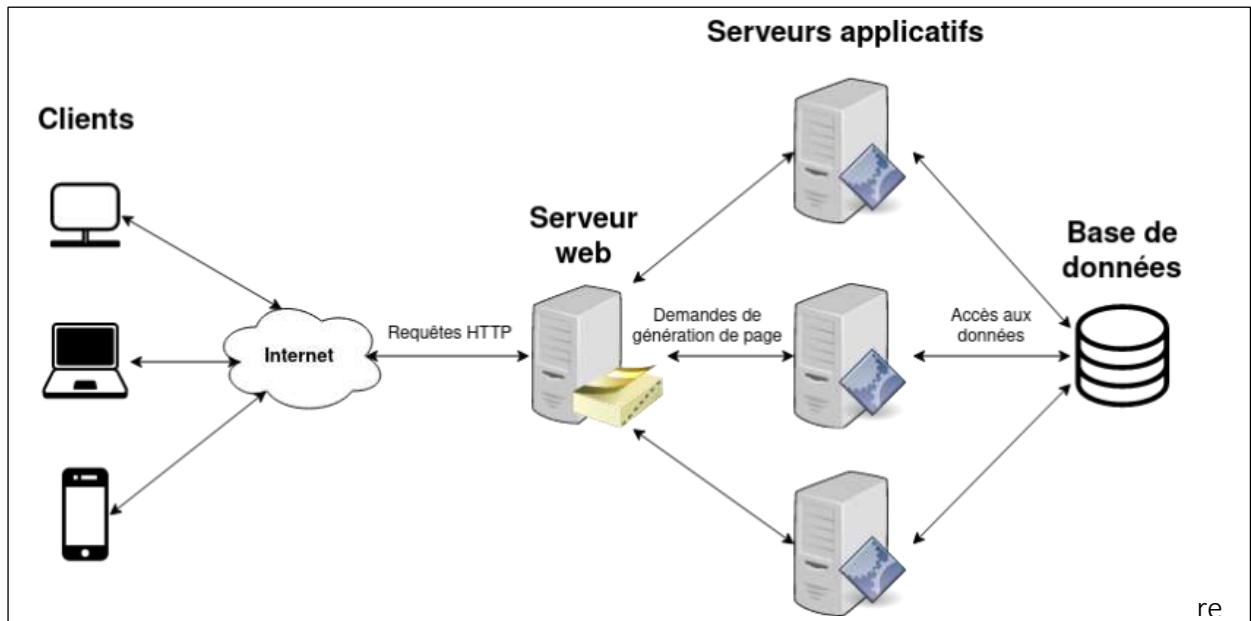 Serveurs applicatifs
Clients
Serveur
web
Base de
données
Internet
Requêtes HTTP
Demandes de
génération de page
Accès aux
données
re